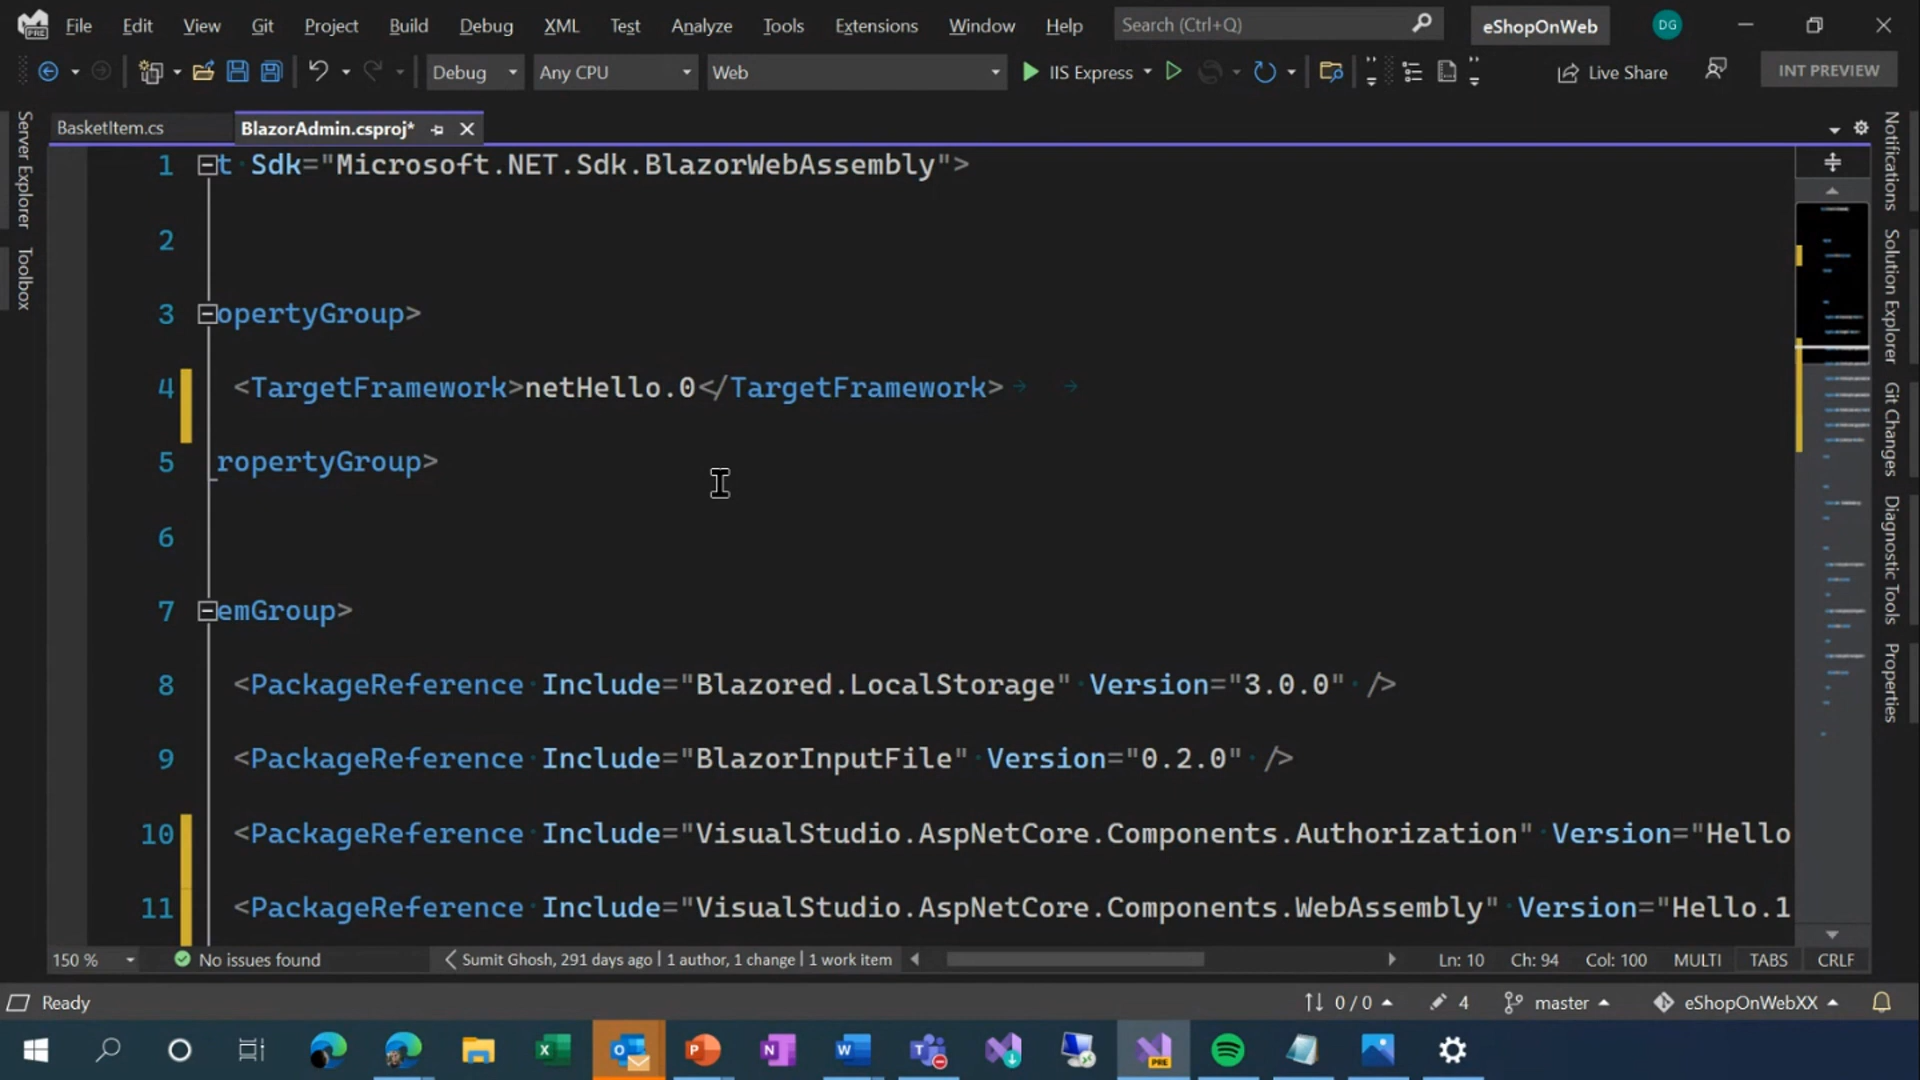 File Edit View Git Project Build Debug XML Test Analyze Tools Extensions Window Help Search (Ctrl+Q) eShopOnWeb DG
Debug Any CPU Web IIS Express Live Share INT PREVIEW
PRE
Server Explorer
Toolbox
BasketItem.cs BlazorAdmin.csproj*
1 t Sdk="Microsoft.NET.Sdk.BlazorWebAssembly">
2
3 opertyGroup>
4 <TargetFramework>netHello.0</TargetFramework>
5 ropertyGroup>
6
7 emGroup>
8 <PackageReference Include="Blazored.LocalStorage" Version="3.0.0" />
9 <PackageReference Include="BlazorInputFile" Version="0.2.0" />
10 <PackageReference Include="VisualStudio.AspNetCore.Components.Authorization" Version="Hello
11 <PackageReference Include="VisualStudio.AspNetCore.Components.WebAssembly" Version="Hello.1
Notifications
Solution Explorer
Git Changes
Diagnostic Tools
Properties
150 % No issues found Sumit Ghosh, 291 days ago | 1 author, 1 change | 1 work item Ln: 10 Ch: 94 Col: 100 MULTI TABS CRLF
Ready 0 / 0 4 master eShopOnWebXX
PRE